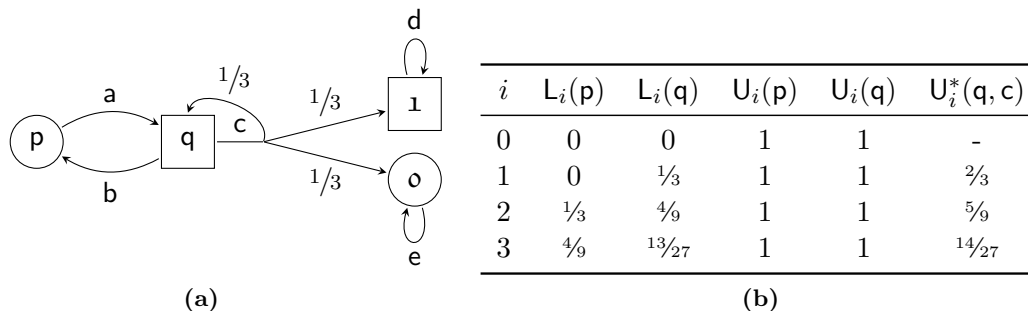 d
1/3
1/3
a
c
p
q
1
b
1/3
0
e
(a)
i L_i(p) L_i(q) U_i(p) U_i(q) U_i^*(q, c)
0 0 0 1 1 -
1 0 1/3 1 1 2/3
2 1/3 4/9 1 1 5/9
3 4/9 13/27 1 1 14/27
(b)